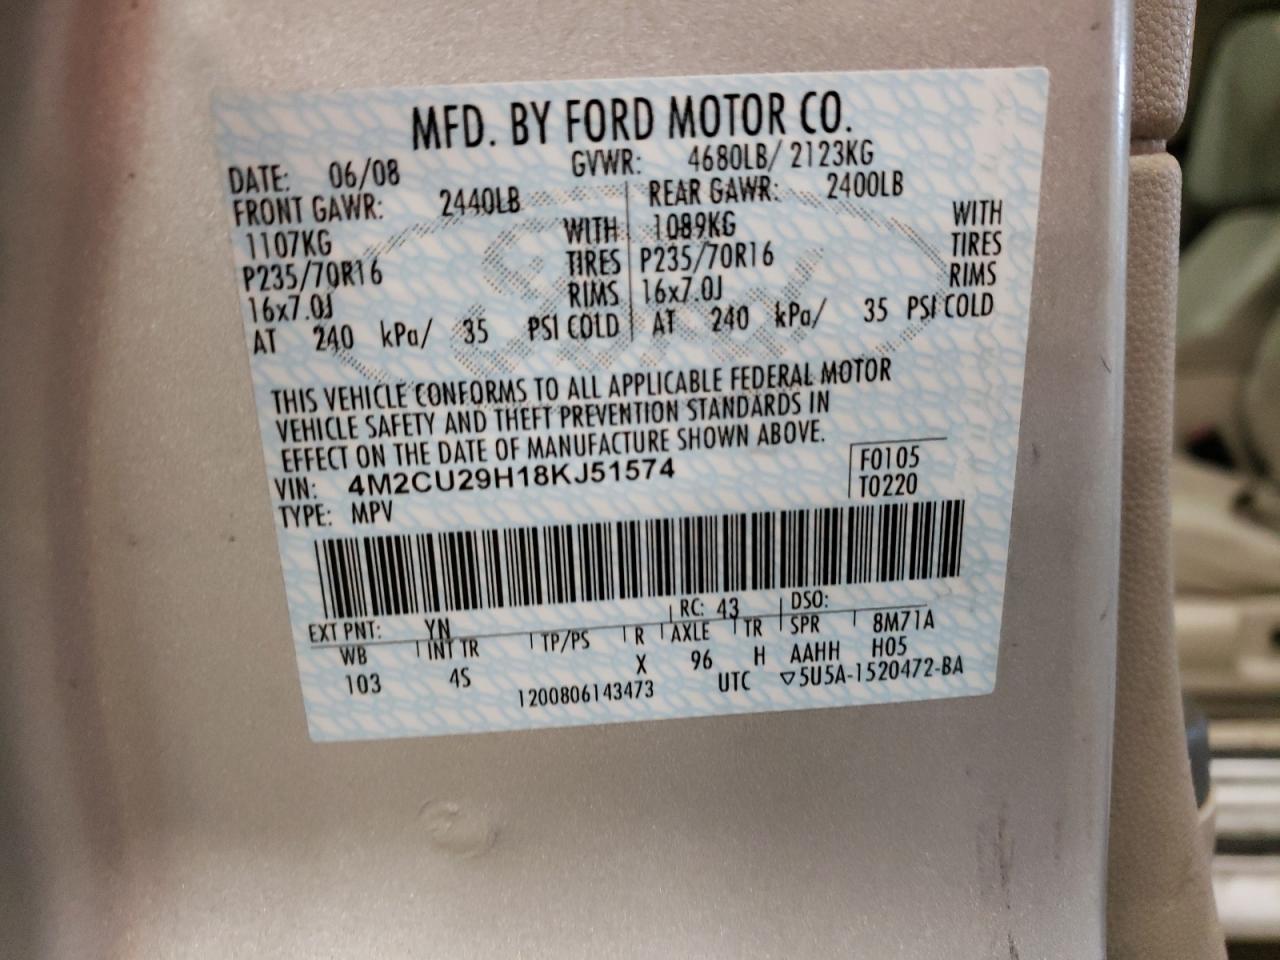 MFD. BY FORD MOTOR CO.
DATE: 06/08 GVWR: 4680LB/ 2123KG
FRONT GAWR: 2440LB REAR GAWR: 2400LB
1107KG WITH 1089KG WITH
P235/70R16 TIRES P235/70R16 TIRES
16x7.0J RIMS 16x7.0J RIMS
AT 240 kPa/ 35 PSI COLD AT 240 kPa/ 35 PSI COLD
THIS VEHICLE CONFORMS TO ALL APPLICABLE FEDERAL MOTOR
VEHICLE SAFETY AND THEFT PREVENTION STANDARDS IN
EFFECT ON THE DATE OF MANUFACTURE SHOWN ABOVE.
VIN: 4M2CU29H18KJ51574 F0105
TYPE: MPV T0220
EXT PNT: YN RC: 43 DSO:
WB INT TR TP/PS R AXLE TR SPR 8M71A
103 4S X 96 H AAHH H05
1200806143473 UTC ▽5U5A-1520472-BA